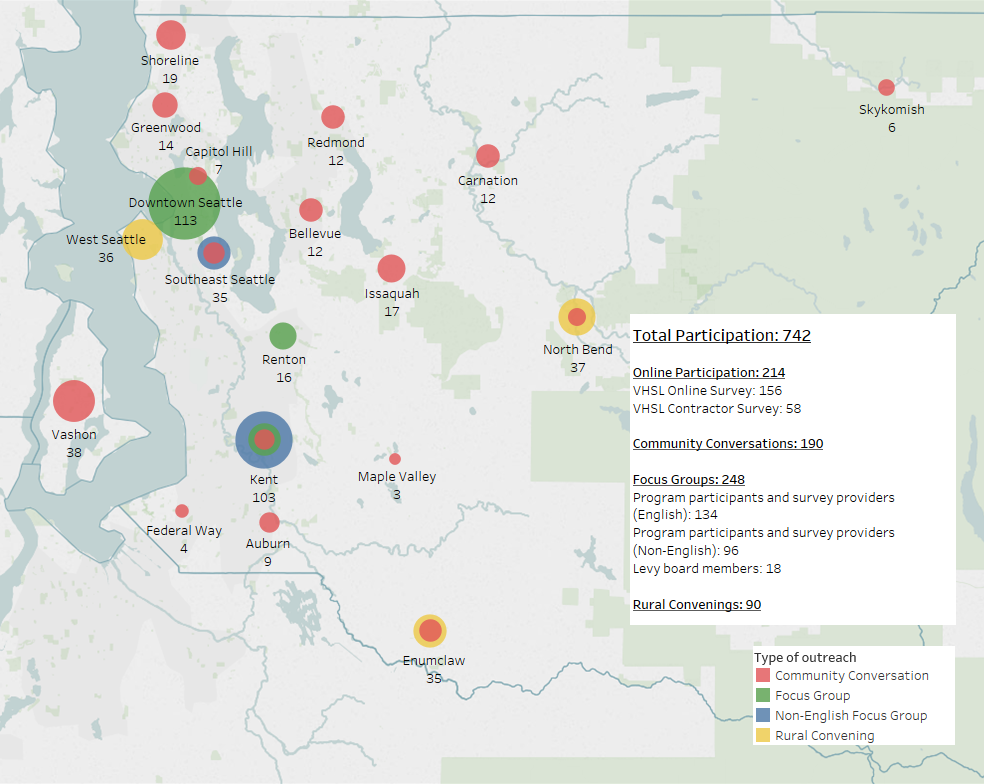 Shoreline
19
Greenwood
14
Capitol Hill
7
Redmond
12
Skykomish
6
Carnation
12
Downtown Seattle
113
West Seattle
36
Bellevue
12
Southeast Seattle
35
Issaquah
17
North Bend
37
Renton
16
Vashon
38
Kent
103
Maple Valley
3
Federal Way
4
Auburn
9
Enumclaw
35
Total Participation: 742
Online Participation: 214
VHSL Online Survey: 156
VHSL Contractor Survey: 58
Community Conversations: 190
Focus Groups: 248
Program participants and survey providers
(English): 134
Program participants and survey providers
(Non-English): 96
Levy board members: 18
Rural Convenings: 90
Type of outreach
Community Conversation
Focus Group
Non-English Focus Group
Rural Convening